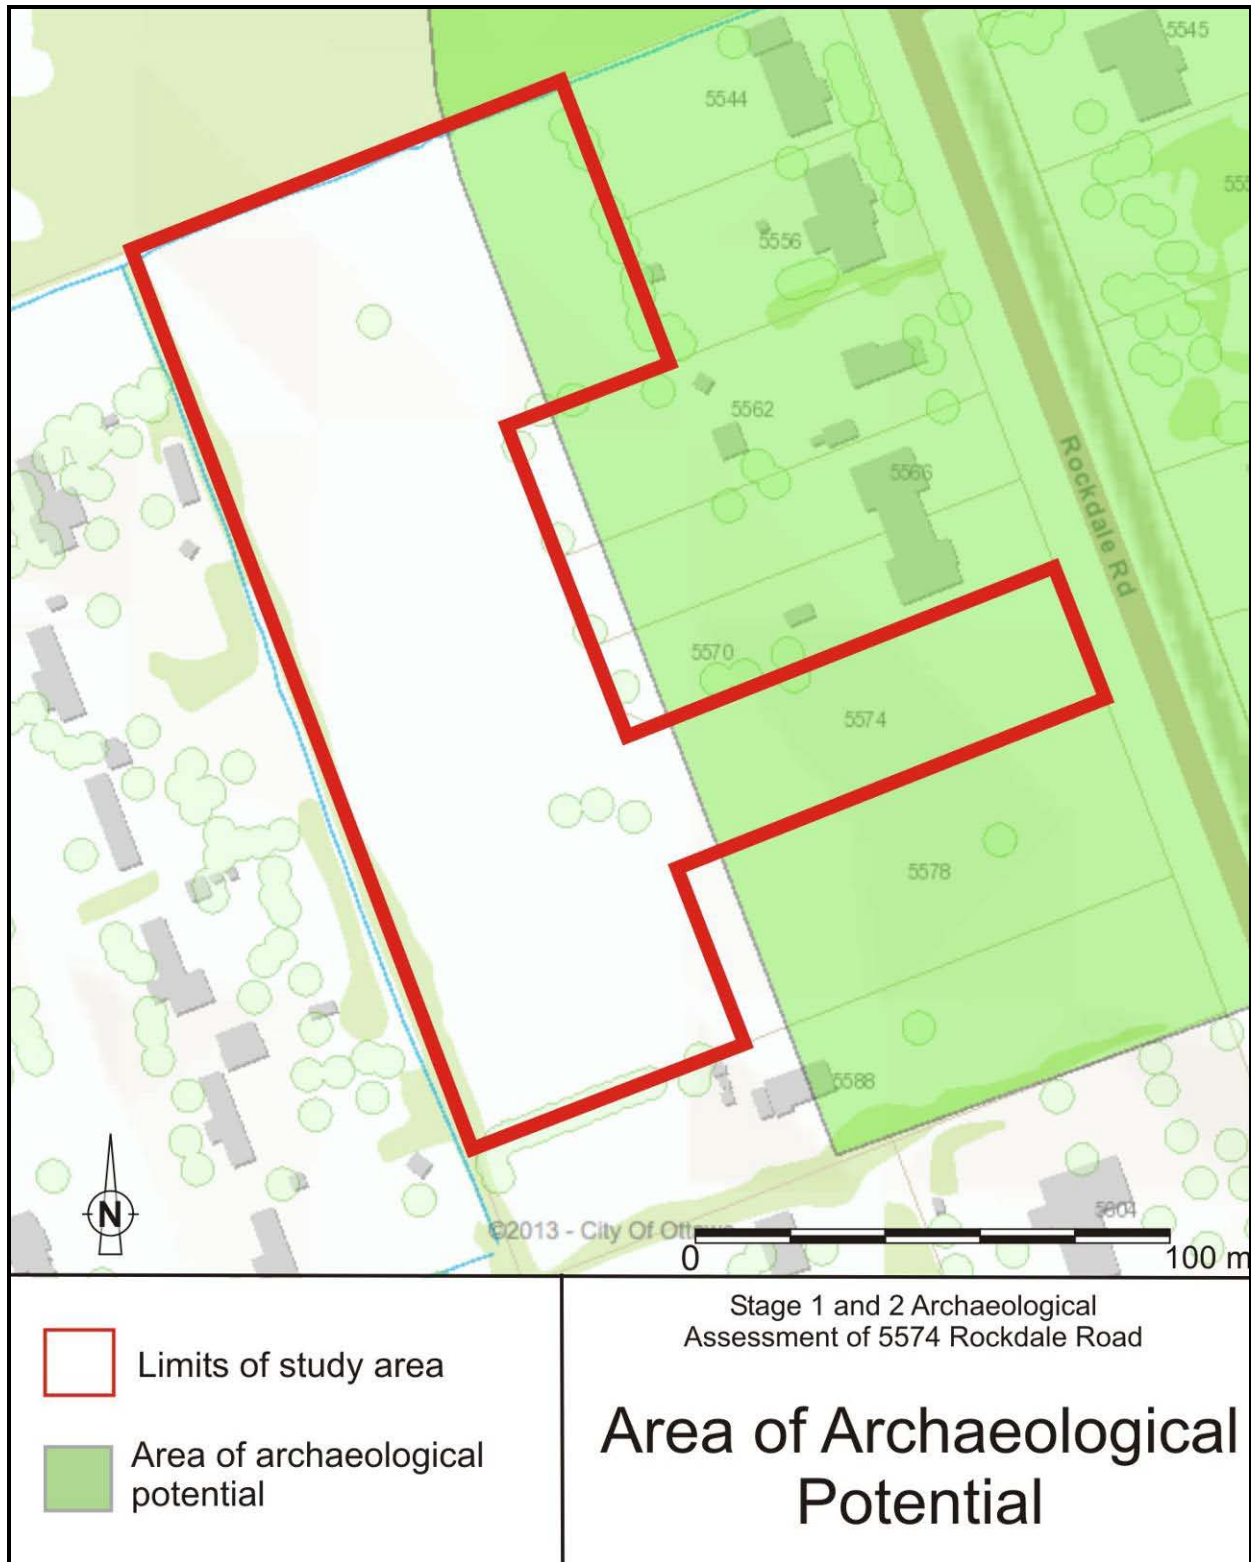 5545
5544
555
5556
5562
5566
Rockdale Rd
5570
5574
5578
5588
5604
N
©2013 - City Of Ottawa
0
100 m
Limits of study area
Area of archaeological
potential
Stage 1 and 2 Archaeological
Assessment of 5574 Rockdale Road
Area of Archaeological
Potential